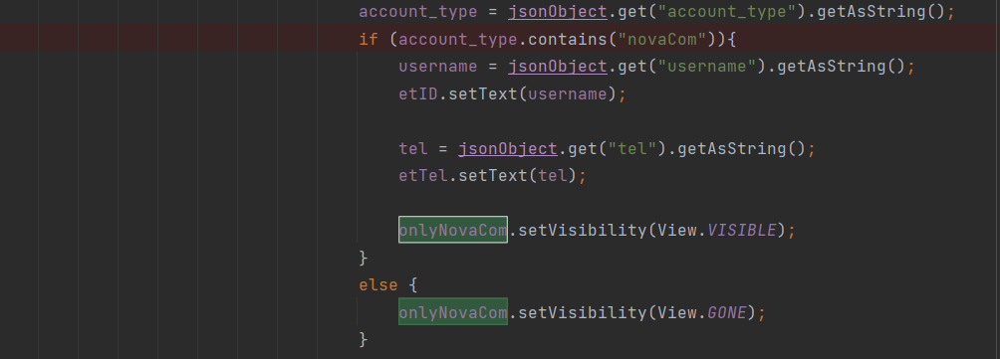 account_type = jsonObject.get("account_type").getAsString();
if (account_type.contains("novaCom")){
username = jsonObject.get("username").getAsString();
etID.setText(username);
tel = jsonObject.get("tel").getAsString();
etTel.setText(tel);
onlyNovaCom.setVisibility(View.VISIBLE);
}
else {
onlyNovaCom.setVisibility(View.GONE);
}